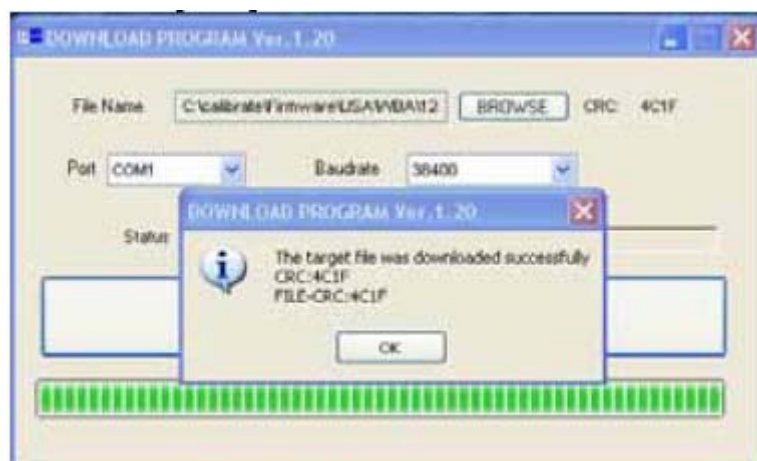 DOWNLOAD PROGRAM Ver.1.20
File Name C:\calibrate\Firmware\USA\WBA\12 BROWSE CRC: 4C1F
Port COM1 Baudrate 38400
DOWNLOAD PROGRAM Ver.1.20
Status
The target file was downloaded successfully
CRC:4C1F
FILE-CRC:4C1F
OK